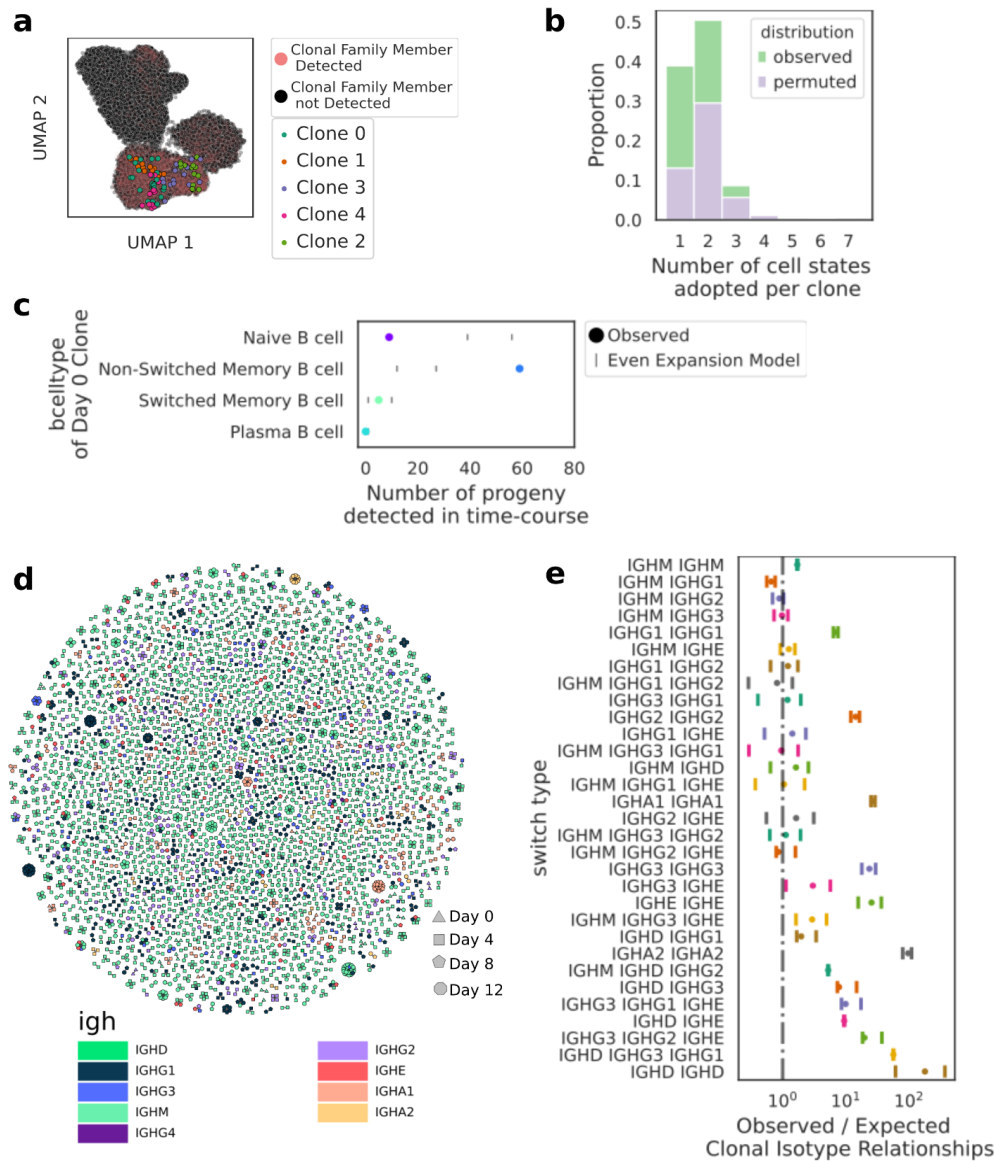 a
UMAP 2
UMAP 1
Clonal Family Member
Detected
Clonal Family Member
not Detected
Clone 0
Clone 1
Clone 3
Clone 4
Clone 2
b
Proportion
0.5
0.4
0.3
0.2
0.1
0.0
distribution
observed
permuted
1 2 3 4 5 6 7
Number of cell states
adopted per clone
c
bcelltype
of Day 0 Clone
Naive B cell
Non-Switched Memory B cell
Switched Memory B cell
Plasma B cell
0 20 40 60 80
Number of progeny
detected in time-course
Observed
Even Expansion Model
d
Day 0
Day 4
Day 8
Day 12
igh
IGHD
IGHG1
IGHG3
IGHM
IGHG4
IGHG2
IGHE
IGHA1
IGHA2
e
switch type
IGHM IGHM
IGHM IGHG1
IGHM IGHG2
IGHM IGHG3
IGHG1 IGHG1
IGHM IGHE
IGHG1 IGHG2
IGHM IGHG1 IGHG2
IGHG3 IGHG1
IGHG2 IGHG2
IGHG1 IGHE
IGHM IGHG3 IGHG1
IGHM IGHD
IGHM IGHG1 IGHE
IGHA1 IGHA1
IGHG2 IGHE
IGHM IGHG3 IGHG2
IGHM IGHG2 IGHE
IGHG3 IGHG3
IGHG3 IGHE
IGHE IGHE
IGHM IGHG3 IGHE
IGHD IGHG1
IGHA2 IGHA2
IGHM IGHD IGHG2
IGHD IGHG3
IGHG3 IGHG1 IGHE
IGHD IGHE
IGHG3 IGHG2 IGHE
IGHD IGHG3 IGHG1
IGHD IGHD
10⁰ 10¹ 10²
Observed / Expected
Clonal Isotype Relationships